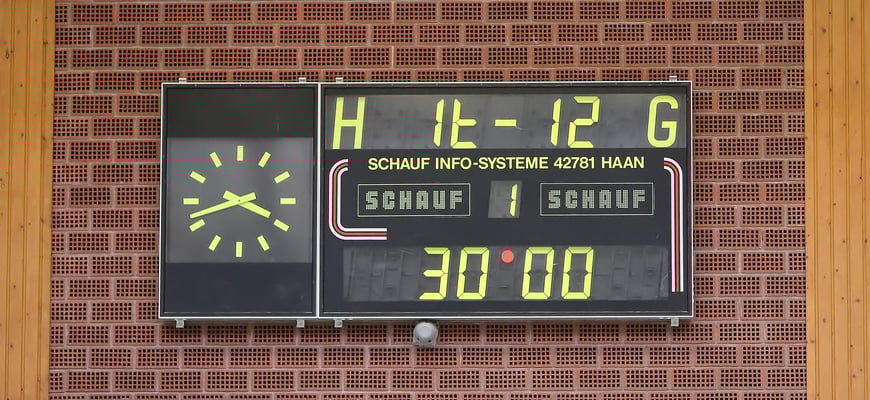 H 1t - 12 G
SCHAUF INFO-SYSTEME 42781 HAAN
SCHAUF 1 SCHAUF
30:00